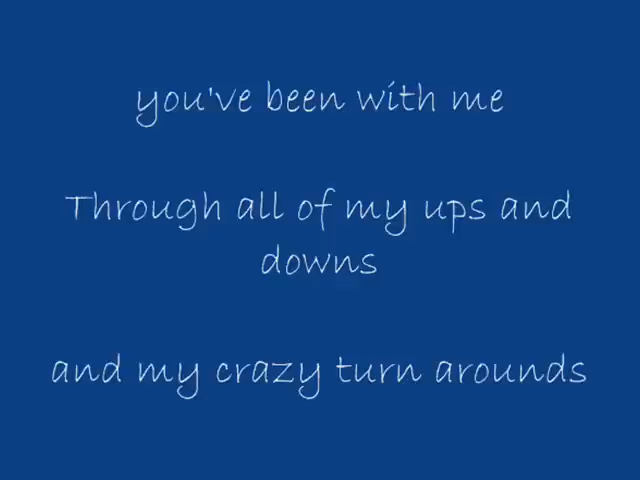 you've been with me
Through all of my ups and
downs
and my crazy turn arounds